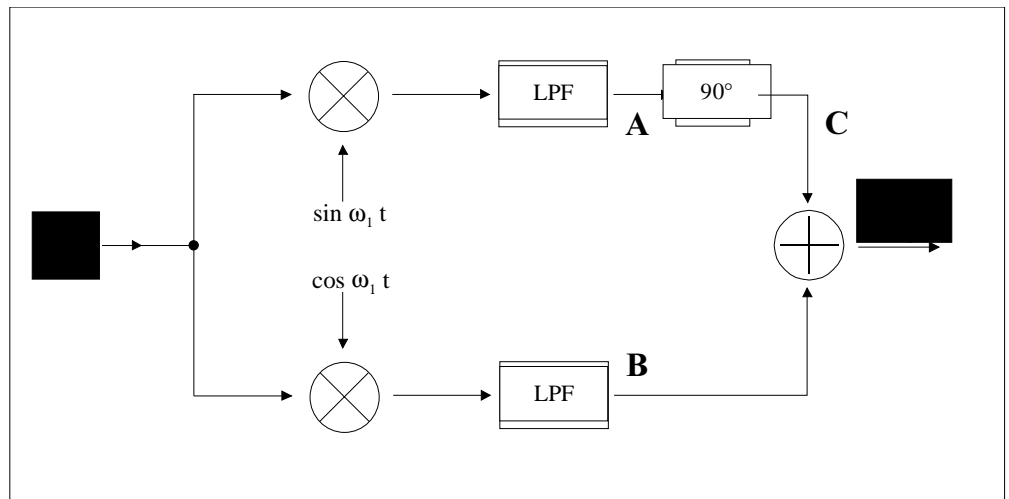 LPF
90°
A
C
sin ω₁ t
cos ω₁ t
B
LPF